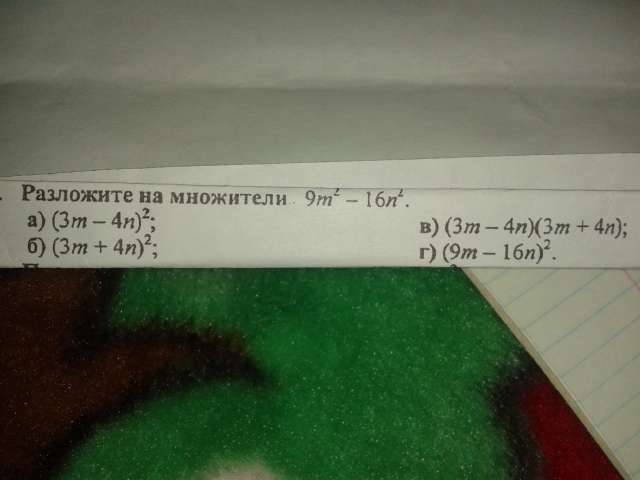 Разложите на множители 9m² – 16n².
а) (3m – 4n)²;
б) (3m + 4n)²;
в) (3m – 4n)(3m + 4n);
г) (9m – 16n)².